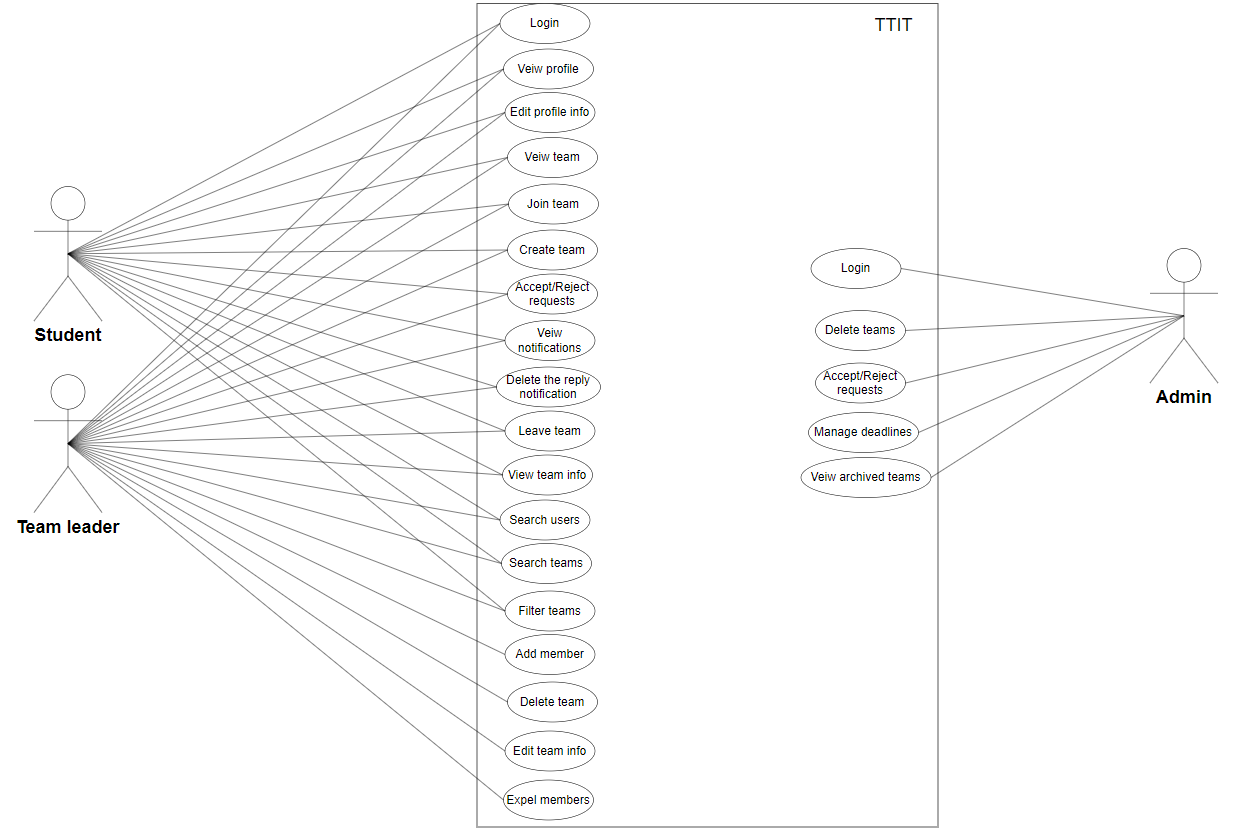 TTIT
Login
Veiw profile
Edit profile info
Veiw team
Join team
Create team
Accept/Reject
requests
Veiw
notifications
Delete the reply
notification
Leave team
View team info
Search users
Search teams
Filter teams
Add member
Delete team
Edit team info
Expel members
Student
Team leader
Login
Delete teams
Accept/Reject
requests
Manage deadlines
Veiw archived teams
Admin